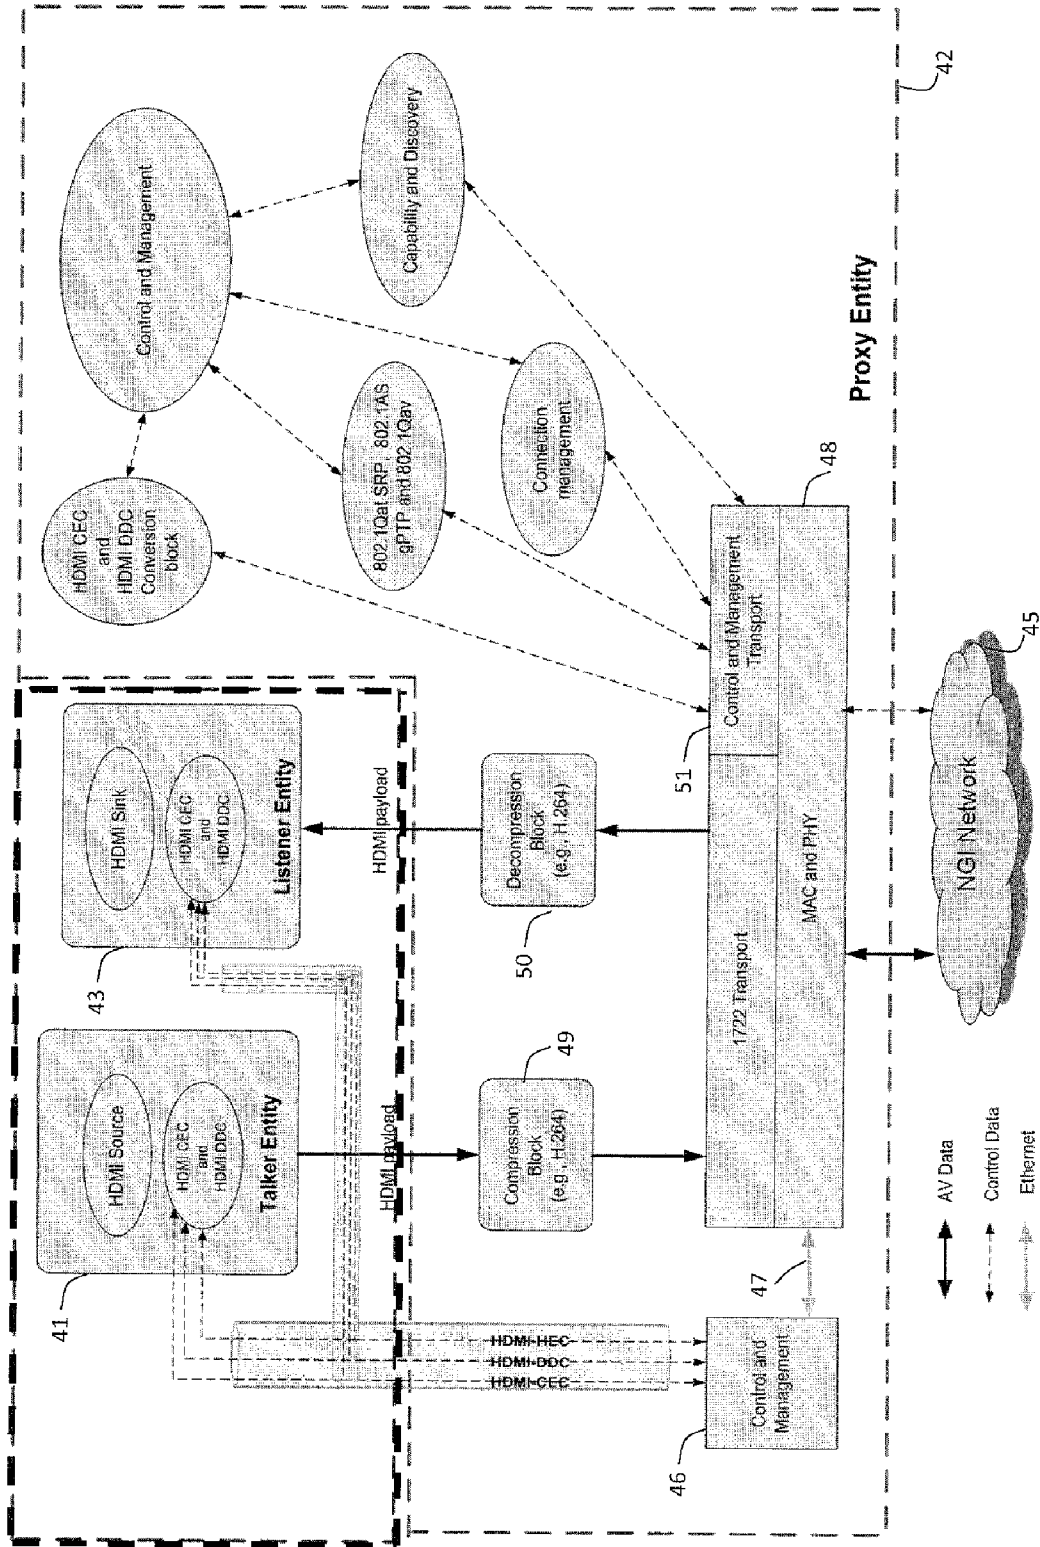 41
HDMI Source
HDMI CEC
and
HDMI DDC
Talker Entity
43
HDMI Sink
HDMI CEC
and
HDMI DDC
Listener Entity
HDMI CEC
and
HDMI DDC
Conversion
block
Control and Management
HDMI payload
HDMI payload
802.1Qat SRP, 802.1AS
gPTP and 802.1Qav
Capability and Discovery
HDMI-HEC
HDMI-DDC
HDMI-CEC
49
Compression
Block
(e.g., H.264)
50
Decompression
Block
(e.g., H.264)
Connection
management
46
Control and
Management
47
1722 Transport
51
Control and Management
Transport
MAC and PHY
48
Proxy Entity
42
NGI Network
45
AV Data
Control Data
Ethernet